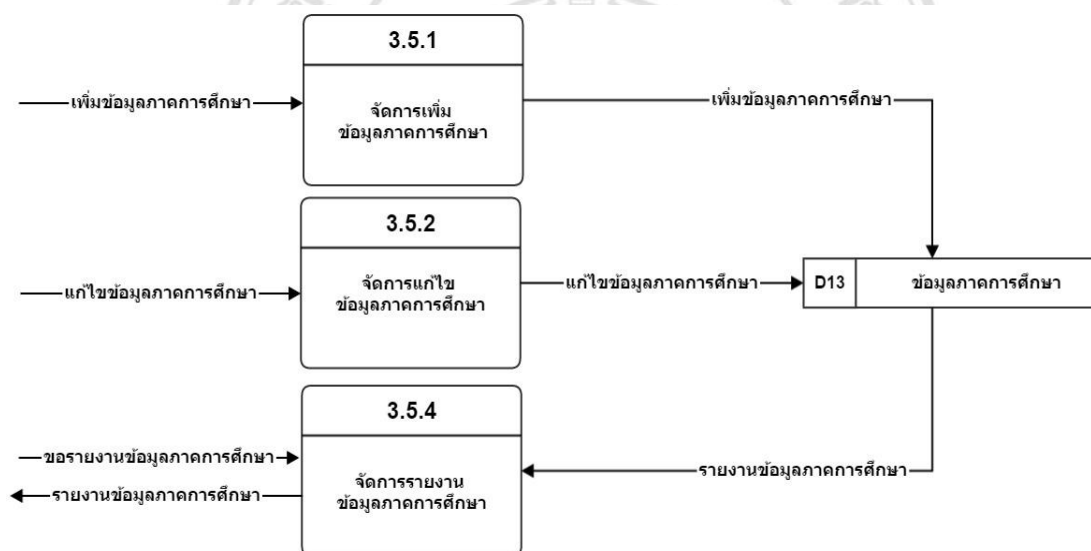 3.5.1
เพิ่มข้อมูลภาคการศึกษา
จัดการเพิ่ม
ข้อมูลภาคการศึกษา
เพิ่มข้อมูลภาคการศึกษา
3.5.2
แก้ไขข้อมูลภาคการศึกษา
จัดการแก้ไข
ข้อมูลภาคการศึกษา
แก้ไขข้อมูลภาคการศึกษา
D13
ข้อมูลภาคการศึกษา
3.5.4
ขอรายงานข้อมูลภาคการศึกษา
รายงานข้อมูลภาคการศึกษา
จัดการรายงาน
ข้อมูลภาคการศึกษา
รายงานข้อมูลภาคการศึกษา